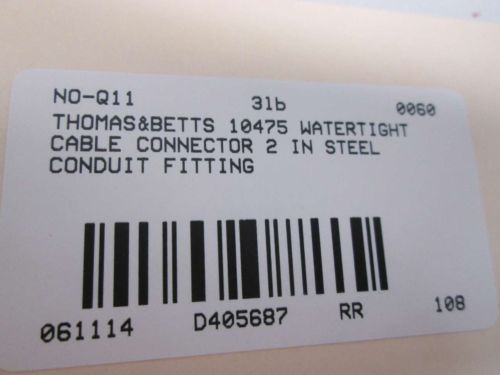 NO-Q11 3lb 0060
THOMAS&BETTS 10475 WATERTIGHT
CABLE CONNECTOR 2 IN STEEL
CONDUIT FITTING
061114 D405687 RR 108